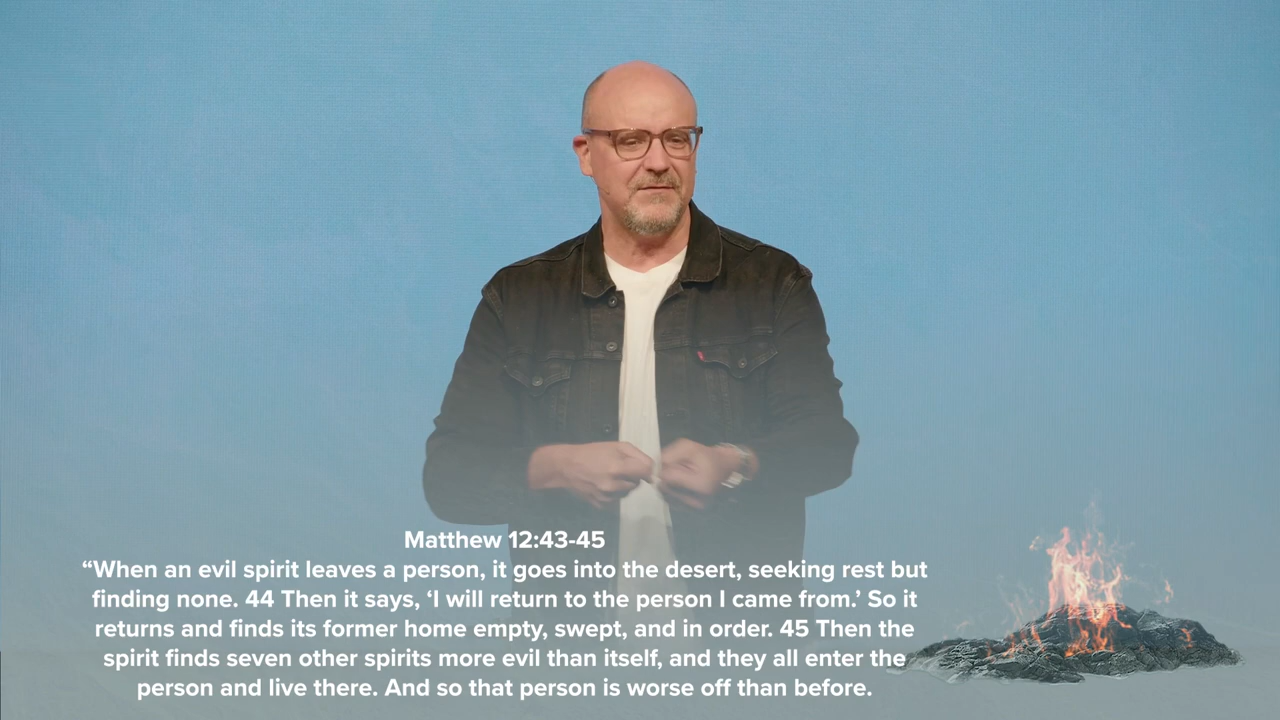 Matthew 12:43-45
“When an evil spirit leaves a person, it goes into the desert, seeking rest but
finding none. 44 Then it says, ‘I will return to the person I came from.’ So it
returns and finds its former home empty, swept, and in order. 45 Then the
spirit finds seven other spirits more evil than itself, and they all enter the
person and live there. And so that person is worse off than before.